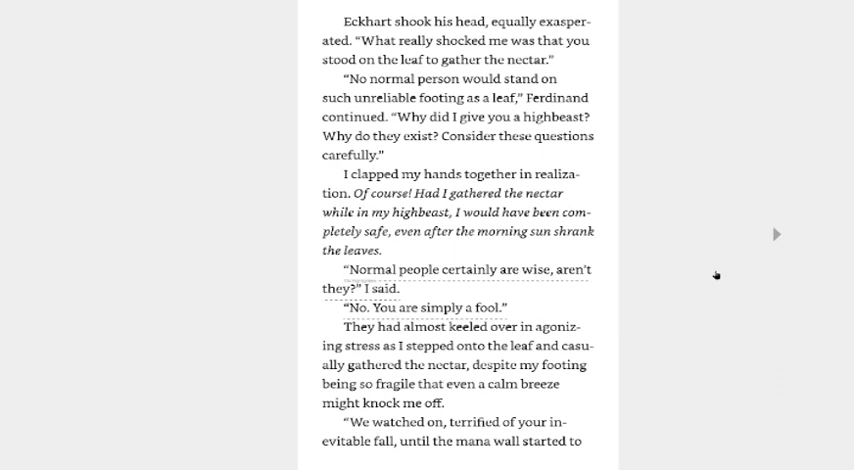 Eckhart shook his head, equally exasper-
ated. “What really shocked me was that you
stood on the leaf to gather the nectar.”
“No normal person would stand on
such unreliable footing as a leaf,” Ferdinand
continued. “Why did I give you a highbeast?
Why do they exist? Consider these questions
carefully.”
I clapped my hands together in realiza-
tion. Of course! Had I gathered the nectar
while in my highbeast, I would have been com-
pletely safe, even after the morning sun shrank
the leaves.
“Normal people certainly are wise, aren’t
they?” I said.
“No. You are simply a fool.”
They had almost keeled over in agoniz-
ing stress as I stepped onto the leaf and casu-
ally gathered the nectar, despite my footing
being so fragile that even a calm breeze
might knock me off.
“We watched on, terrified of your in-
evitable fall, until the mana wall started to